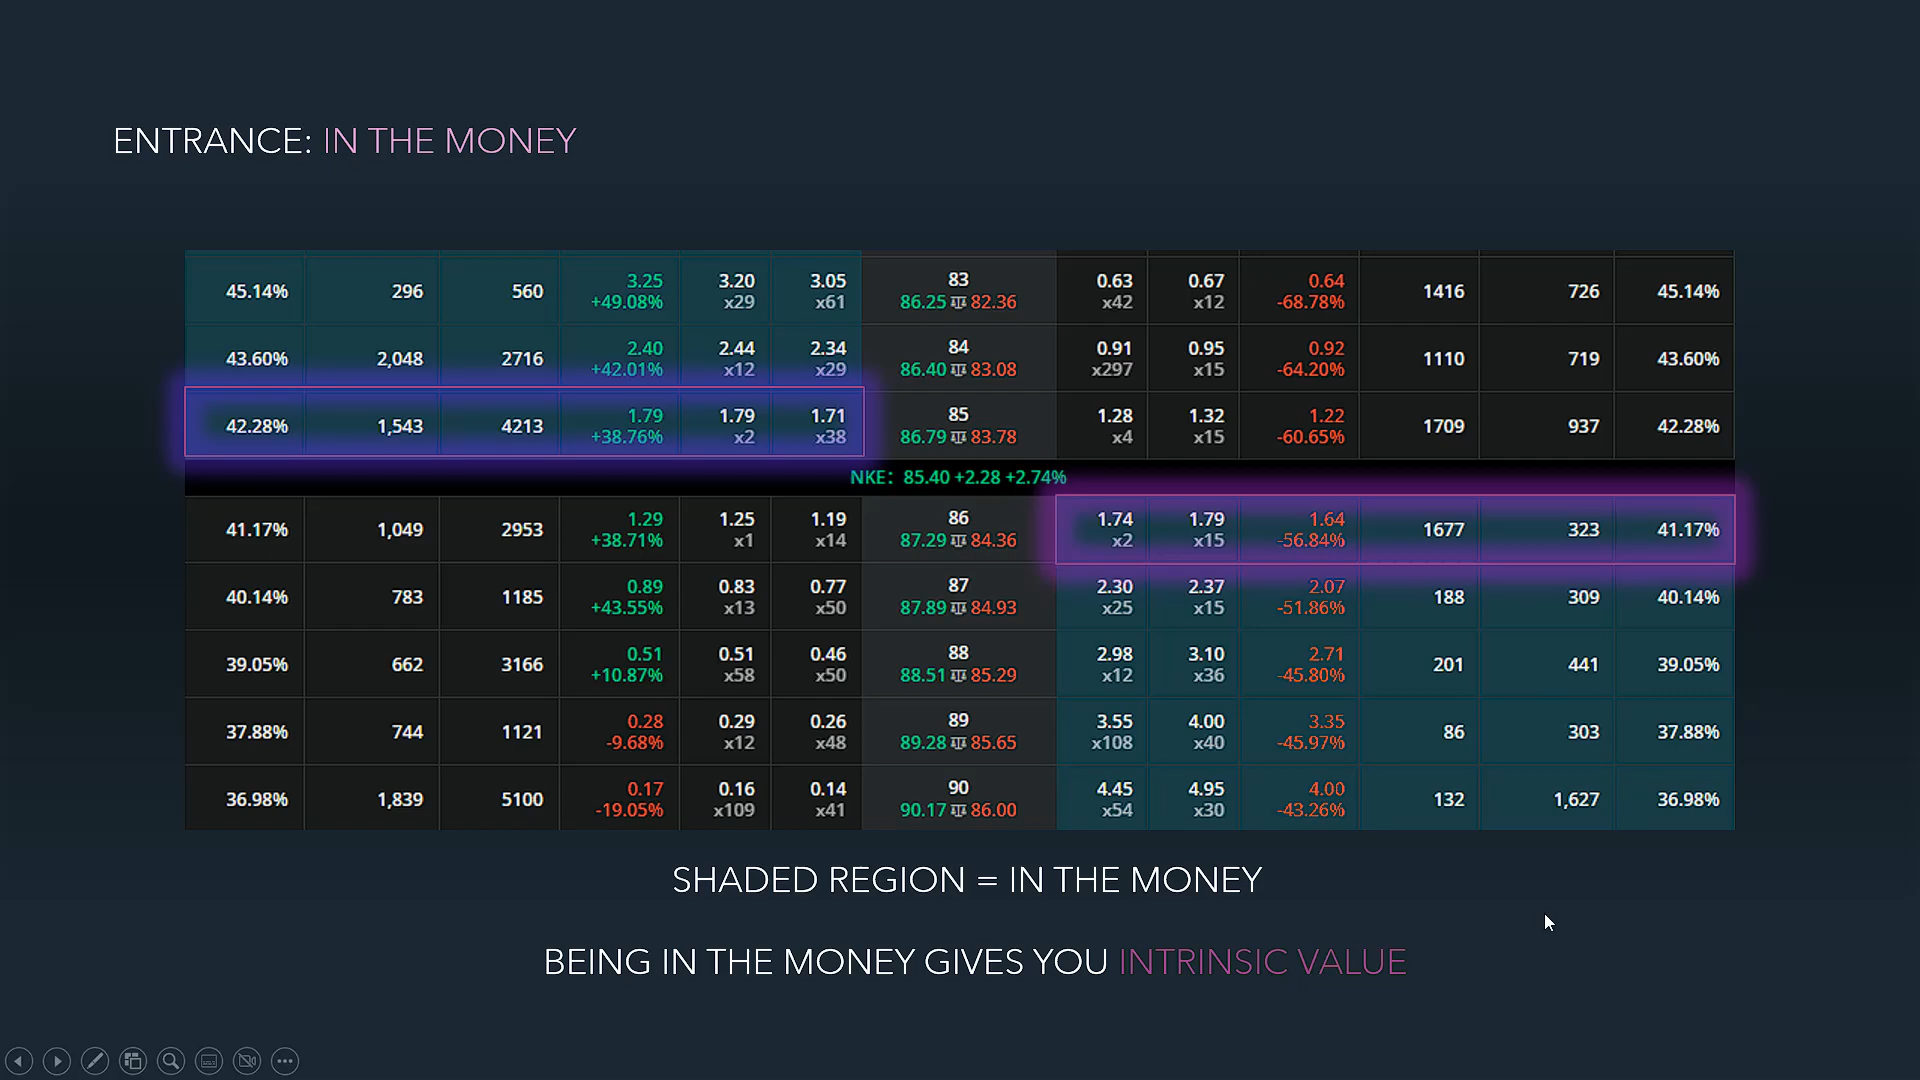 ENTRANCE: IN THE MONEY
45.14% 296 560 3.25 3.20 3.05 83 0.63 0.67 0.64 1416 726 45.14%
+49.08% x29 x61 86.25 82.36 x42 x12 -68.78%
43.60% 2,048 2716 2.40 2.44 2.34 84 0.91 0.95 0.92 1110 719 43.60%
+42.01% x12 x29 86.40 83.08 x297 x15 -64.20%
42.28% 1,543 4213 1.79 1.79 1.71 85 1.28 1.32 1.22 1709 937 42.28%
+38.76% x2 x38 86.79 83.78 x4 x15 -60.65%
NKE: 85.40 +2.28 +2.74%
41.17% 1,049 2953 1.29 1.25 1.19 86 1.74 1.79 1.64 1677 323 41.17%
+38.71% x1 x14 87.29 84.36 x2 x15 -56.84%
40.14% 783 1185 0.89 0.83 0.77 87 2.30 2.37 2.07 188 309 40.14%
+43.55% x13 x50 87.89 84.93 x25 x15 -51.86%
39.05% 662 3166 0.51 0.51 0.46 88 2.98 3.10 2.71 201 441 39.05%
+10.87% x58 x50 88.51 85.29 x12 x36 -45.80%
37.88% 744 1121 0.28 0.29 0.26 89 3.55 4.00 3.35 86 303 37.88%
-9.68% x12 x48 89.28 85.65 x108 x40 -45.97%
36.98% 1,839 5100 0.17 0.16 0.14 90 4.45 4.95 4.00 132 1,627 36.98%
-19.05% x109 x41 90.17 86.00 x54 x30 -43.26%
SHADED REGION = IN THE MONEY
BEING IN THE MONEY GIVES YOU INTRINSIC VALUE